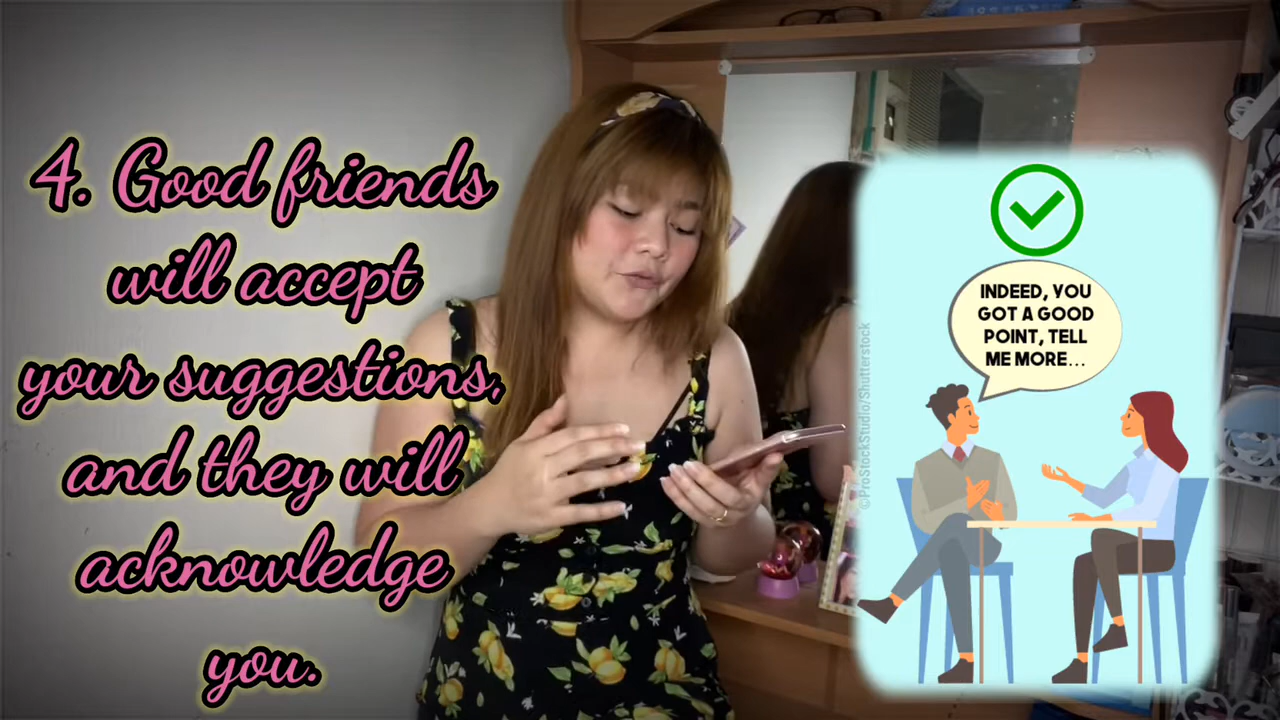 4. Good friends
will accept
your suggestions,
and they will
acknowledge
you.
INDEED, YOU
GOT A GOOD
POINT, TELL
ME MORE...
©ProStockStudio/Shutterstock